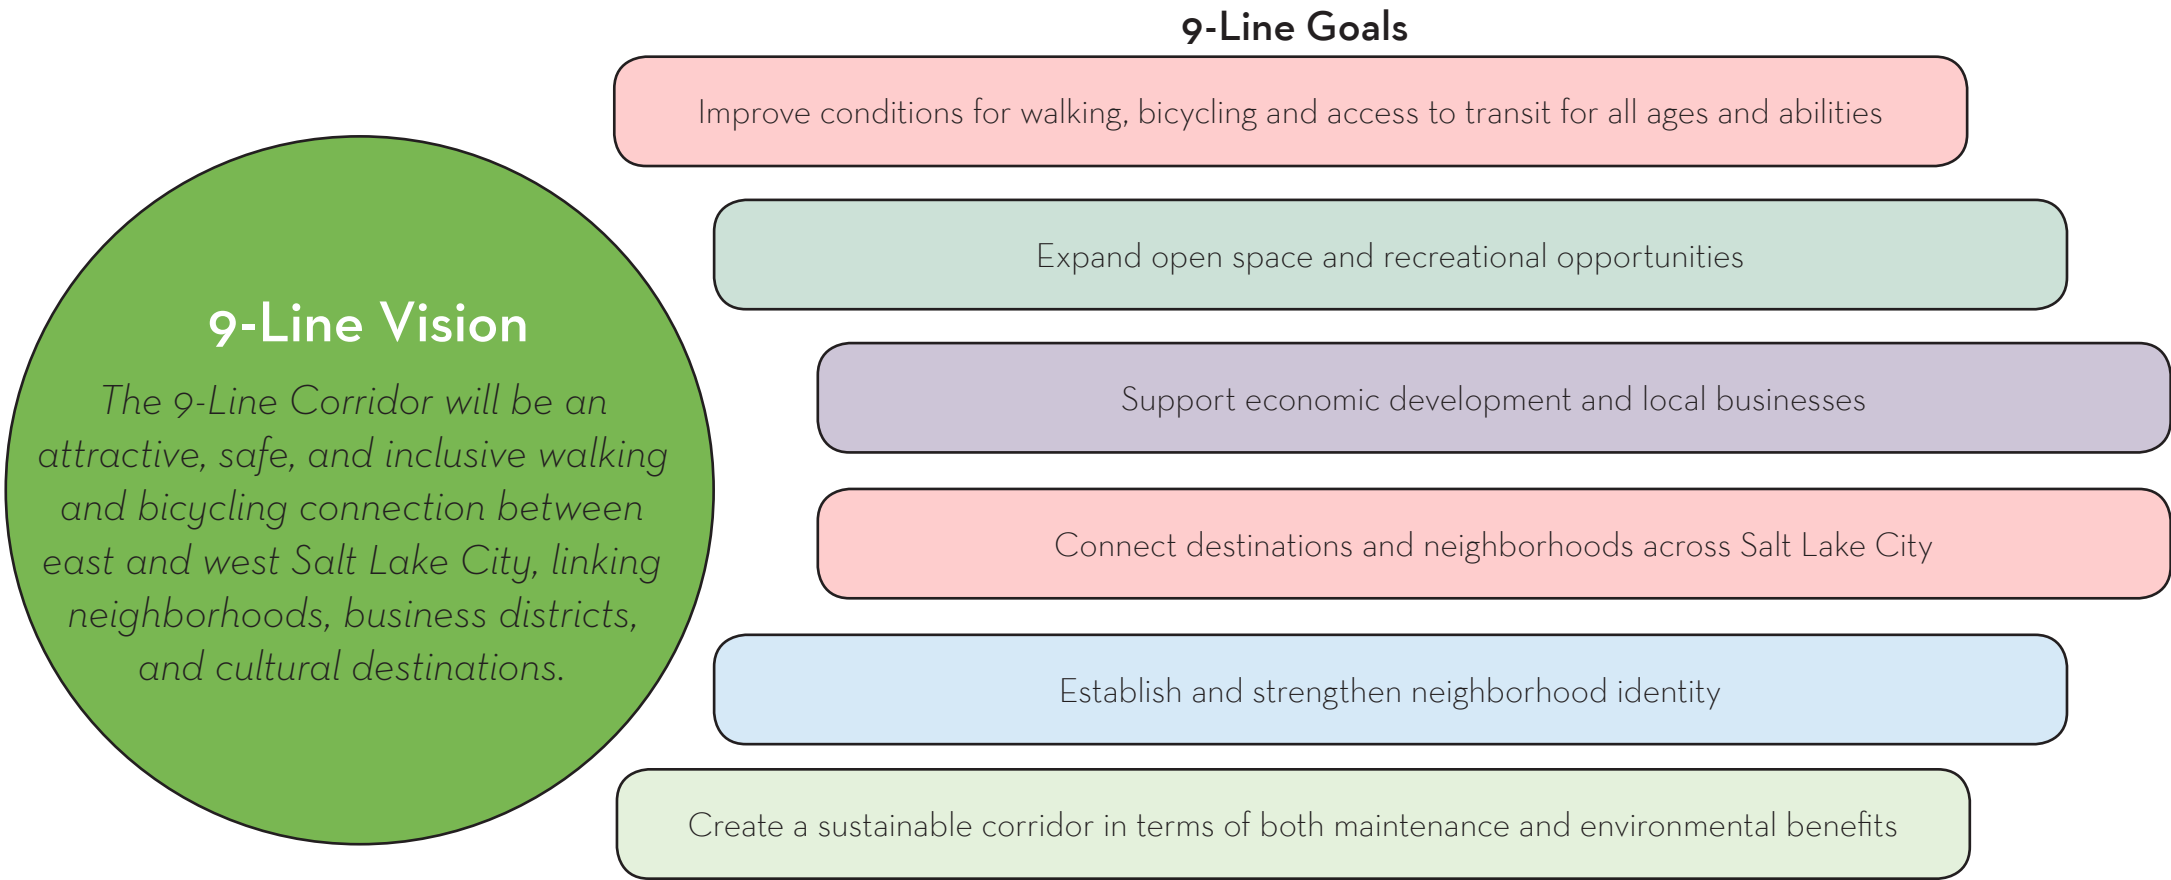 9-Line Goals
Improve conditions for walking, bicycling and access to transit for all ages and abilities
Expand open space and recreational opportunities
Support economic development and local businesses
Connect destinations and neighborhoods across Salt Lake City
Establish and strengthen neighborhood identity
Create a sustainable corridor in terms of both maintenance and environmental benefits
9-Line Vision
The 9-Line Corridor will be an
attractive, safe, and inclusive walking
and bicycling connection between
east and west Salt Lake City, linking
neighborhoods, business districts,
and cultural destinations.